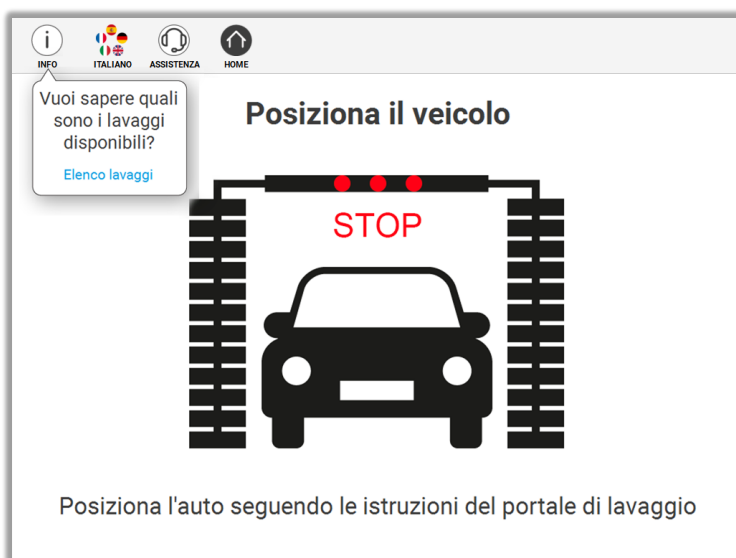 INFO
ITALIANO
ASSISTENZA
HOME
Vuoi sapere quali
sono i lavaggi
disponibili?
Elenco lavaggi
Posiziona il veicolo
STOP
Posiziona l'auto seguendo le istruzioni del portale di lavaggio